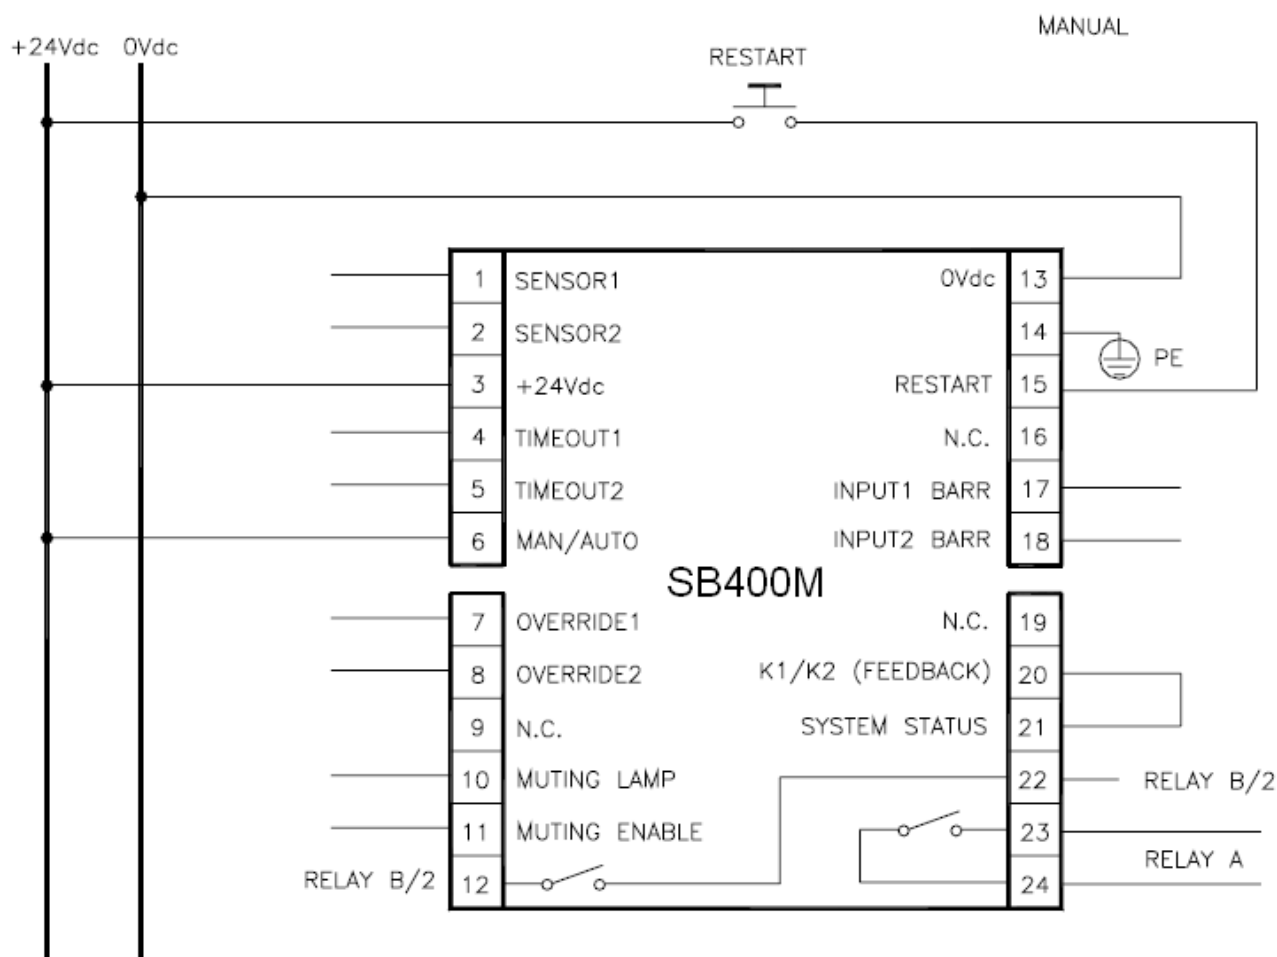 MANUAL
+24Vdc 0Vdc
RESTART
1 SENSOR1 0Vdc 13
2 SENSOR2 14 PE
3 +24Vdc RESTART 15
4 TIMEOUT1 N.C. 16
5 TIMEOUT2 INPUT1 BARR 17
6 MAN/AUTO INPUT2 BARR 18
SB400M
7 OVERRIDE1 N.C. 19
8 OVERRIDE2 K1/K2 (FEEDBACK) 20
9 N.C. SYSTEM STATUS 21
10 MUTING LAMP 22 RELAY B/2
11 MUTING ENABLE 23
RELAY A
RELAY B/2 12 24